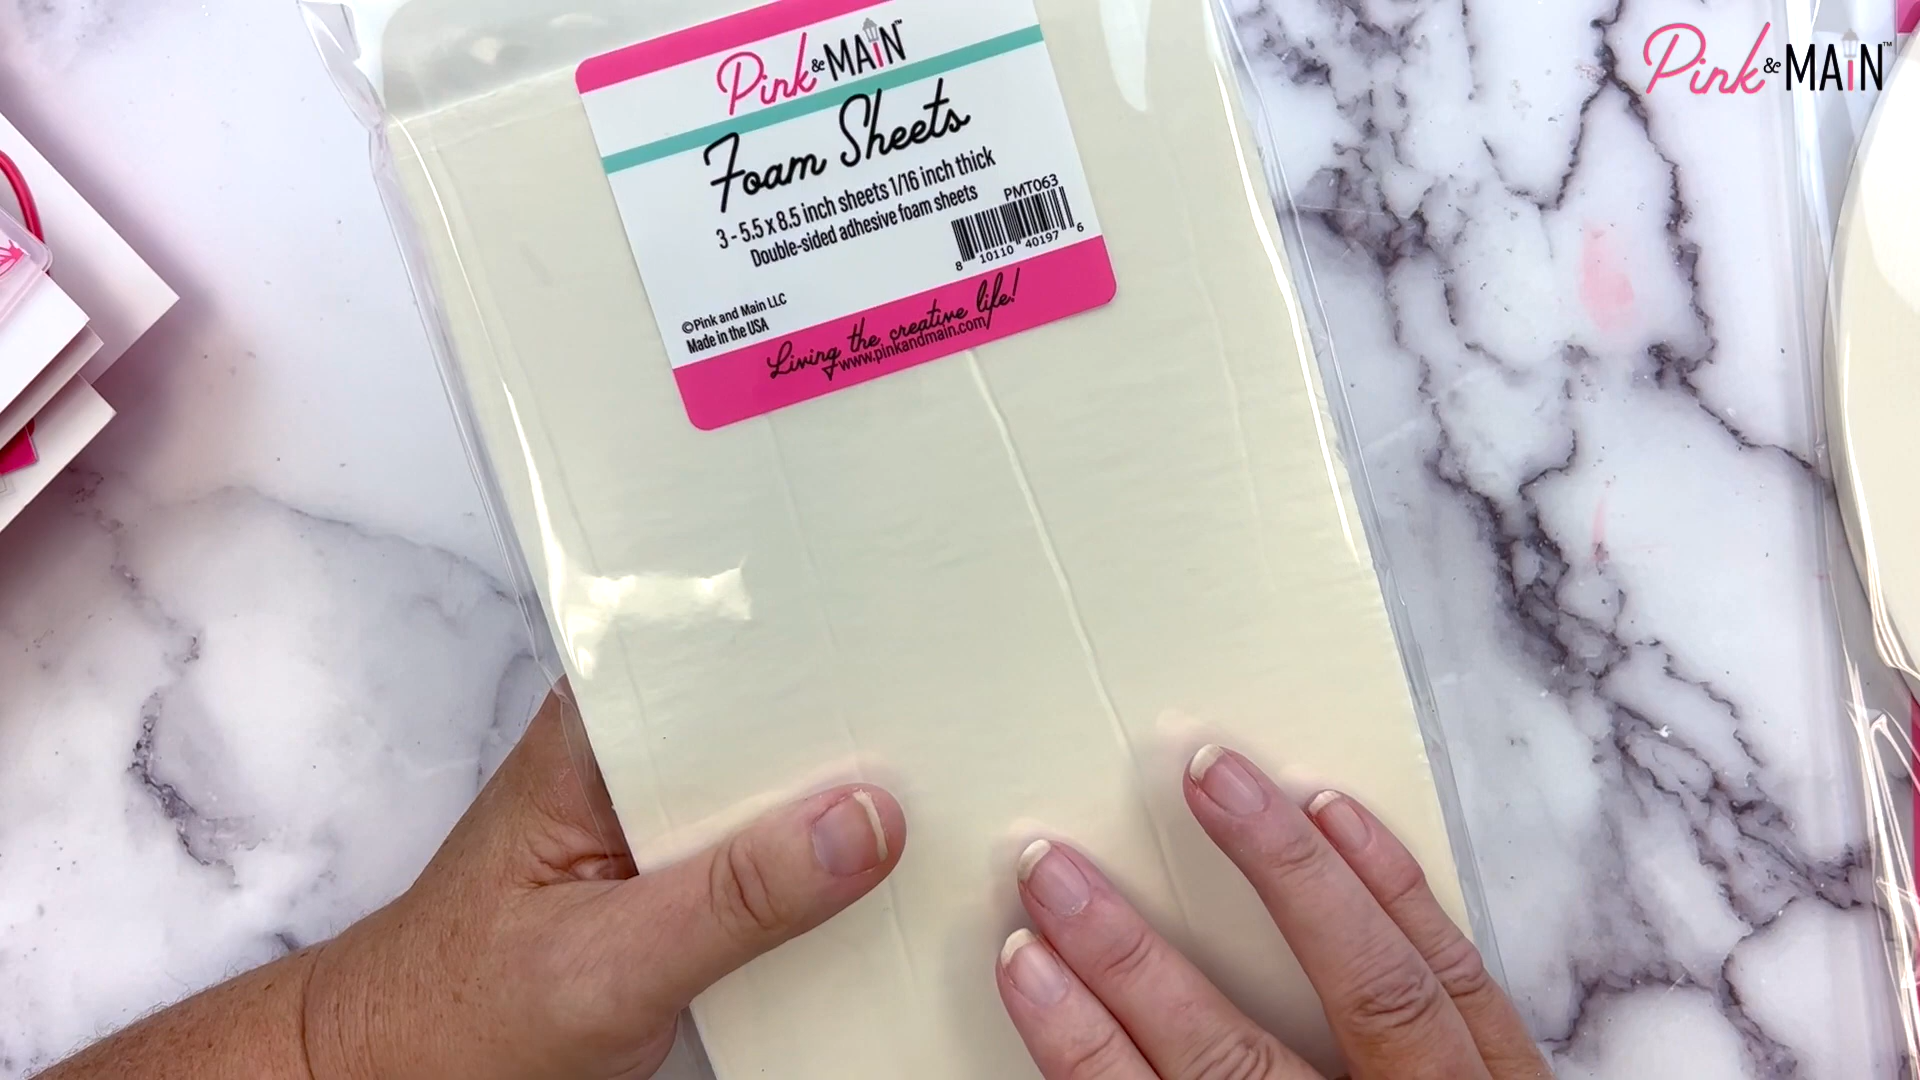 Pink & MAiN™
Foam Sheets
3 - 5.5 x 8.5 inch sheets 1/16 inch thick
Double-sided adhesive foam sheets
PMT063
8 10110 40197 6
©Pink and Main LLC
Made in the USA
Living the creative life!
www.pinkandmain.com
Pink & MAiN™